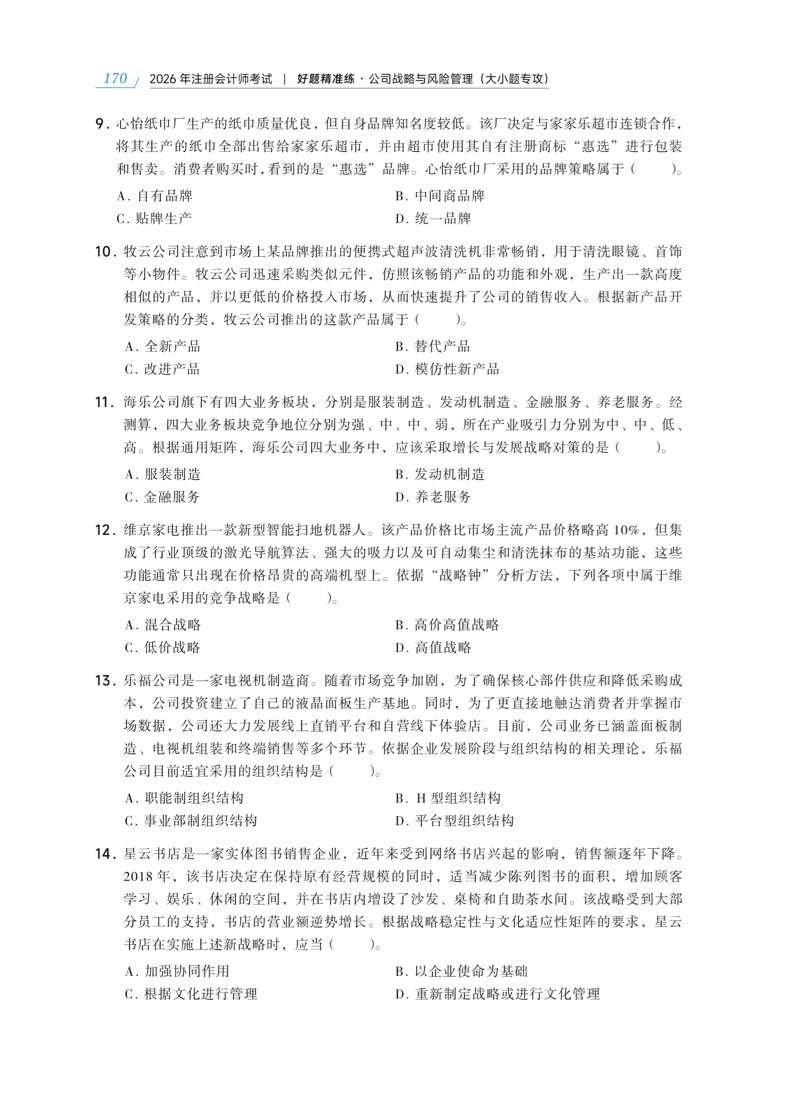 170 2026 年注册会计师考试 | 好题精准练·公司战略与风险管理（大小题专攻）
9. 心怡纸巾厂生产的纸巾质量优良，但自身品牌知名度较低。该厂决定与家家乐超市连锁合作，
将其生产的纸巾全部出售给家家乐超市，并由超市使用其自有注册商标“惠选”进行包装
和售卖。消费者购买时，看到的是“惠选”品牌。心怡纸巾厂采用的品牌策略属于（　　）。
A. 自有品牌 B. 中间商品牌
C. 贴牌生产 D. 统一品牌
10. 牧云公司注意到市场上某品牌推出的便携式超声波清洗机非常畅销，用于清洗眼镜、首饰
等小物件。牧云公司迅速采购类似元件，仿照该畅销产品的功能和外观，生产出一款高度
相似的产品，并以更低的价格投入市场，从而快速提升了公司的销售收入。根据新产品开
发策略的分类，牧云公司推出的这款产品属于（　　）。
A. 全新产品 B. 替代产品
C. 改进产品 D. 模仿性新产品
11. 海乐公司旗下有四大业务板块，分别是服装制造、发动机制造、金融服务、养老服务。经
测算，四大业务板块竞争地位分别为强、中、中、弱，所在产业吸引力分别为中、中、低、
高。根据通用矩阵，海乐公司四大业务中，应该采取增长与发展战略对策的是（　　）。
A. 服装制造 B. 发动机制造
C. 金融服务 D. 养老服务
12. 维京家电推出一款新型智能扫地机器人。该产品价格比市场主流产品价格略高 10%，但集
成了行业顶级的激光导航算法、强大的吸力以及可自动集尘和清洗抹布的基站功能，这些
功能通常只出现在价格昂贵的高端机型上。依据“战略钟”分析方法，下列各项中属于维
京家电采用的竞争战略是（　　）。
A. 混合战略 B. 高价高值战略
C. 低价战略 D. 高值战略
13. 乐福公司是一家电视机制造商。随着市场竞争加剧，为了确保核心部件供应和降低采购成
本，公司投资建立了自己的液晶面板生产基地。同时，为了更直接地触达消费者并掌握市
场数据，公司还大力发展线上直销平台和自营线下体验店。目前，公司业务已涵盖面板制
造、电视机组装和终端销售等多个环节。依据企业发展阶段与组织结构的相关理论，乐福
公司目前适宜采用的组织结构是（　　）。
A. 职能制组织结构 B. H 型组织结构
C. 事业部制组织结构 D. 平台型组织结构
14. 星云书店是一家实体图书销售企业，近年来受到网络书店兴起的影响，销售额逐年下降。
2018 年，该书店决定在保持原有经营规模的同时，适当减少陈列图书的面积，增加顾客
学习、娱乐、休闲的空间，并在书店内增设了沙发、桌椅和自助茶水间。该战略受到大部
分员工的支持，书店的营业额逆势增长。根据战略稳定性与文化适应性矩阵的要求，星云
书店在实施上述新战略时，应当（　　）。
A. 加强协同作用 B. 以企业使命为基础
C. 根据文化进行管理 D. 重新制定战略或进行文化管理